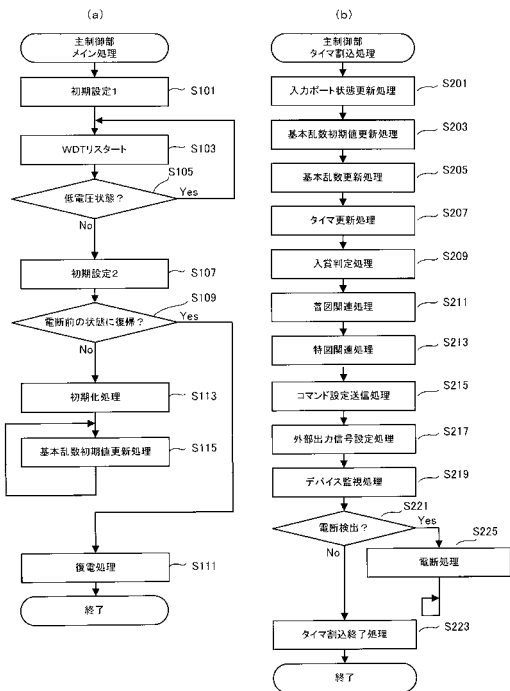 (a)
主制御部
メイン処理
初期設定1
S101
WDTリスタート
S103
S105
低電圧状態？
Yes
No
初期設定2
S107
S109
電断前の状態に復帰？
Yes
No
初期化処理
S113
基本乱数初期値更新処理
S115
復電処理
S111
終了
(b)
主制御部
タイマ割込処理
入力ポート状態更新処理
S201
基本乱数初期値更新処理
S203
基本乱数更新処理
S205
タイマ更新処理
S207
入賞判定処理
S209
普図関連処理
S211
特図関連処理
S213
コマンド設定送信処理
S215
外部出力信号設定処理
S217
デバイス監視処理
S219
S221
電断検出？
Yes
S225
電断処理
No
タイマ割込終了処理
S223
終了